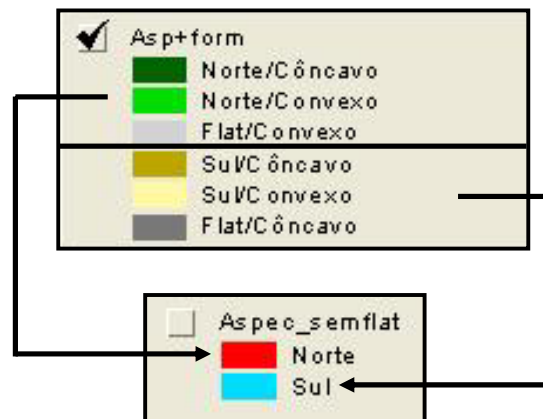 Asp+form
Norte/Côncavo
Norte/Convexo
Flat/Convexo
Sul/Côncavo
Sul/Convexo
Flat/Côncavo
Aspec_semflat
Norte
Sul